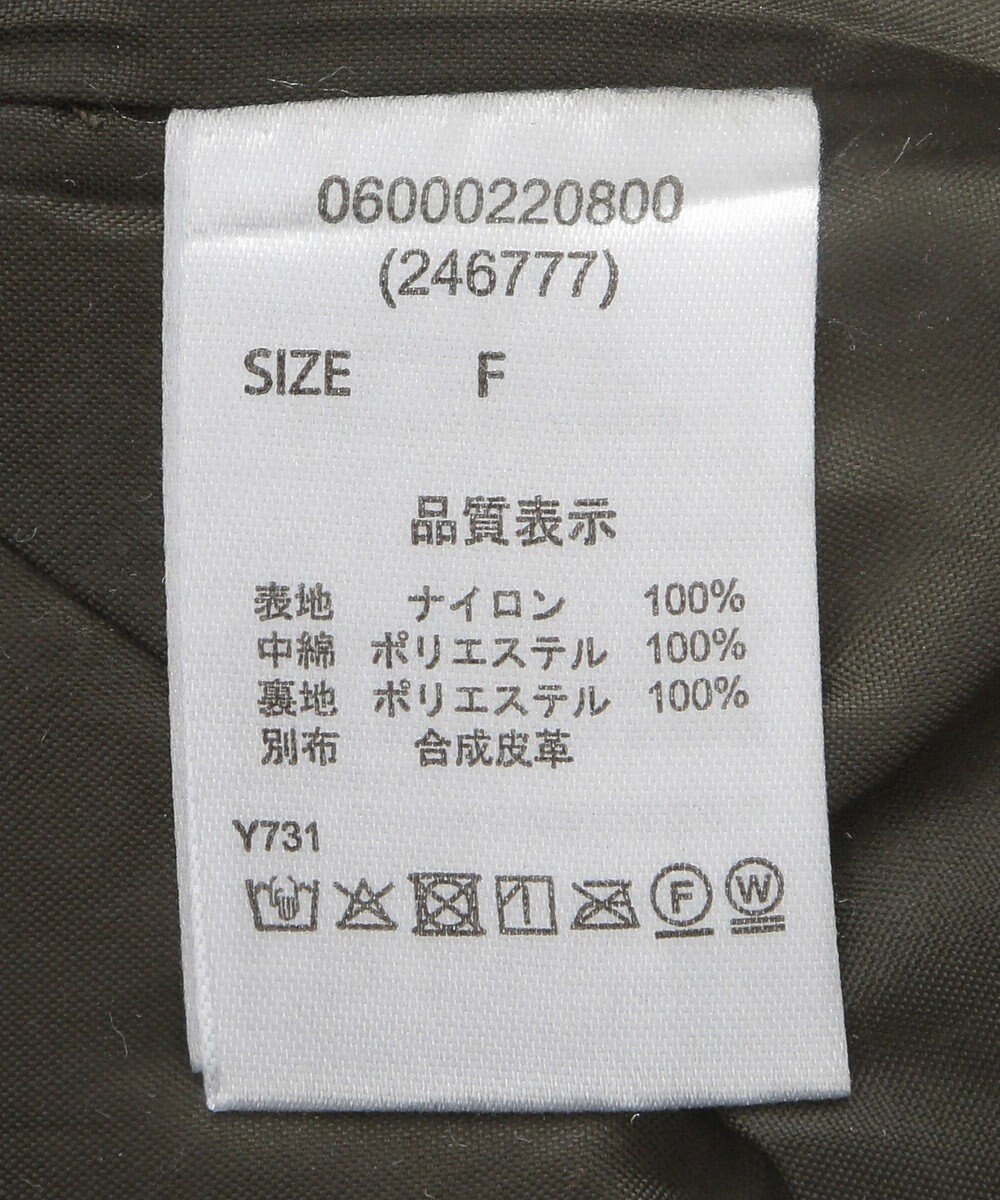 06000220800
(246777)
SIZE F
品質表示
表地 ナイロン 100%
中綿 ポリエステル 100%
裏地 ポリエステル 100%
別布 合成皮革
Y731
F W